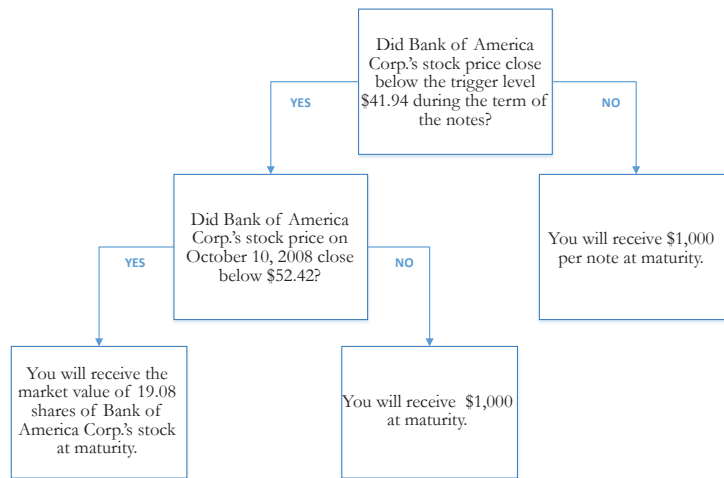 Did Bank of America
Corp.'s stock price close
below the trigger level
$41.94 during the term of
the notes?
YES
NO
Did Bank of America
Corp.'s stock price on
October 10, 2008 close
below $52.42?
You will receive $1,000
per note at maturity.
YES
NO
You will receive the
market value of 19.08
shares of Bank of
America Corp.'s stock
at maturity.
You will receive $1,000
at maturity.